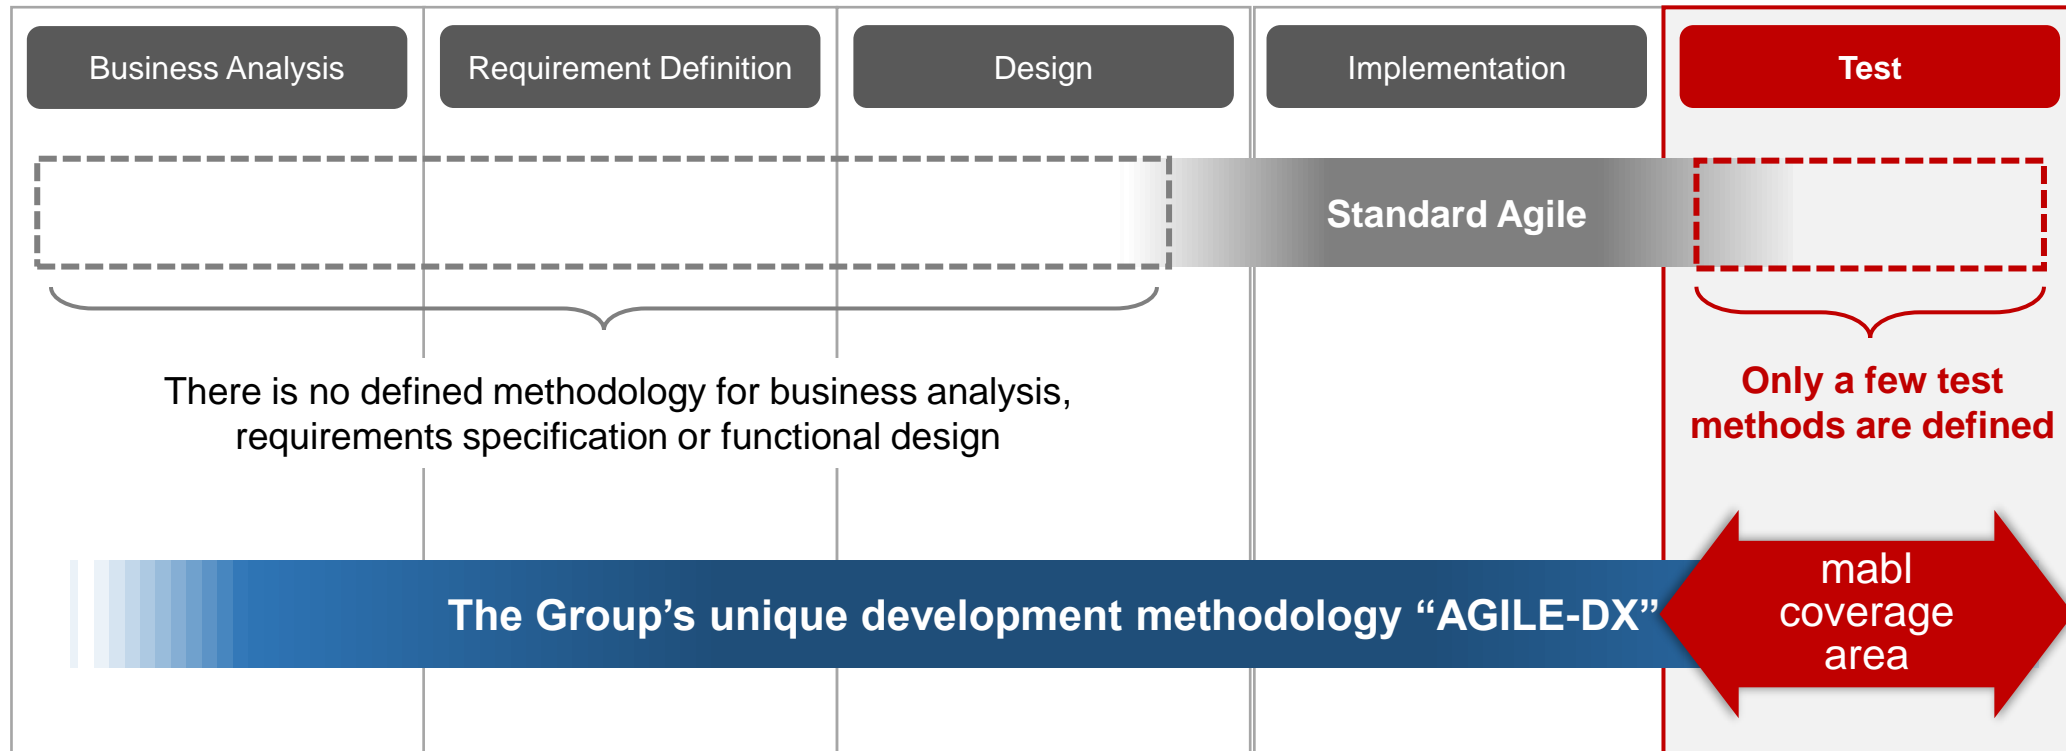 Business Analysis
Requirement Definition
Design
Implementation
Test
Standard Agile
There is no defined methodology for business analysis,
requirements specification or functional design
Only a few test
methods are defined
The Group’s unique development methodology “AGILE-DX”
mabl
coverage
area